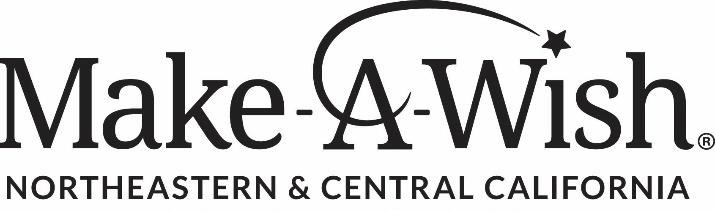 Make-A-Wish®
NORTHEASTERN & CENTRAL CALIFORNIA